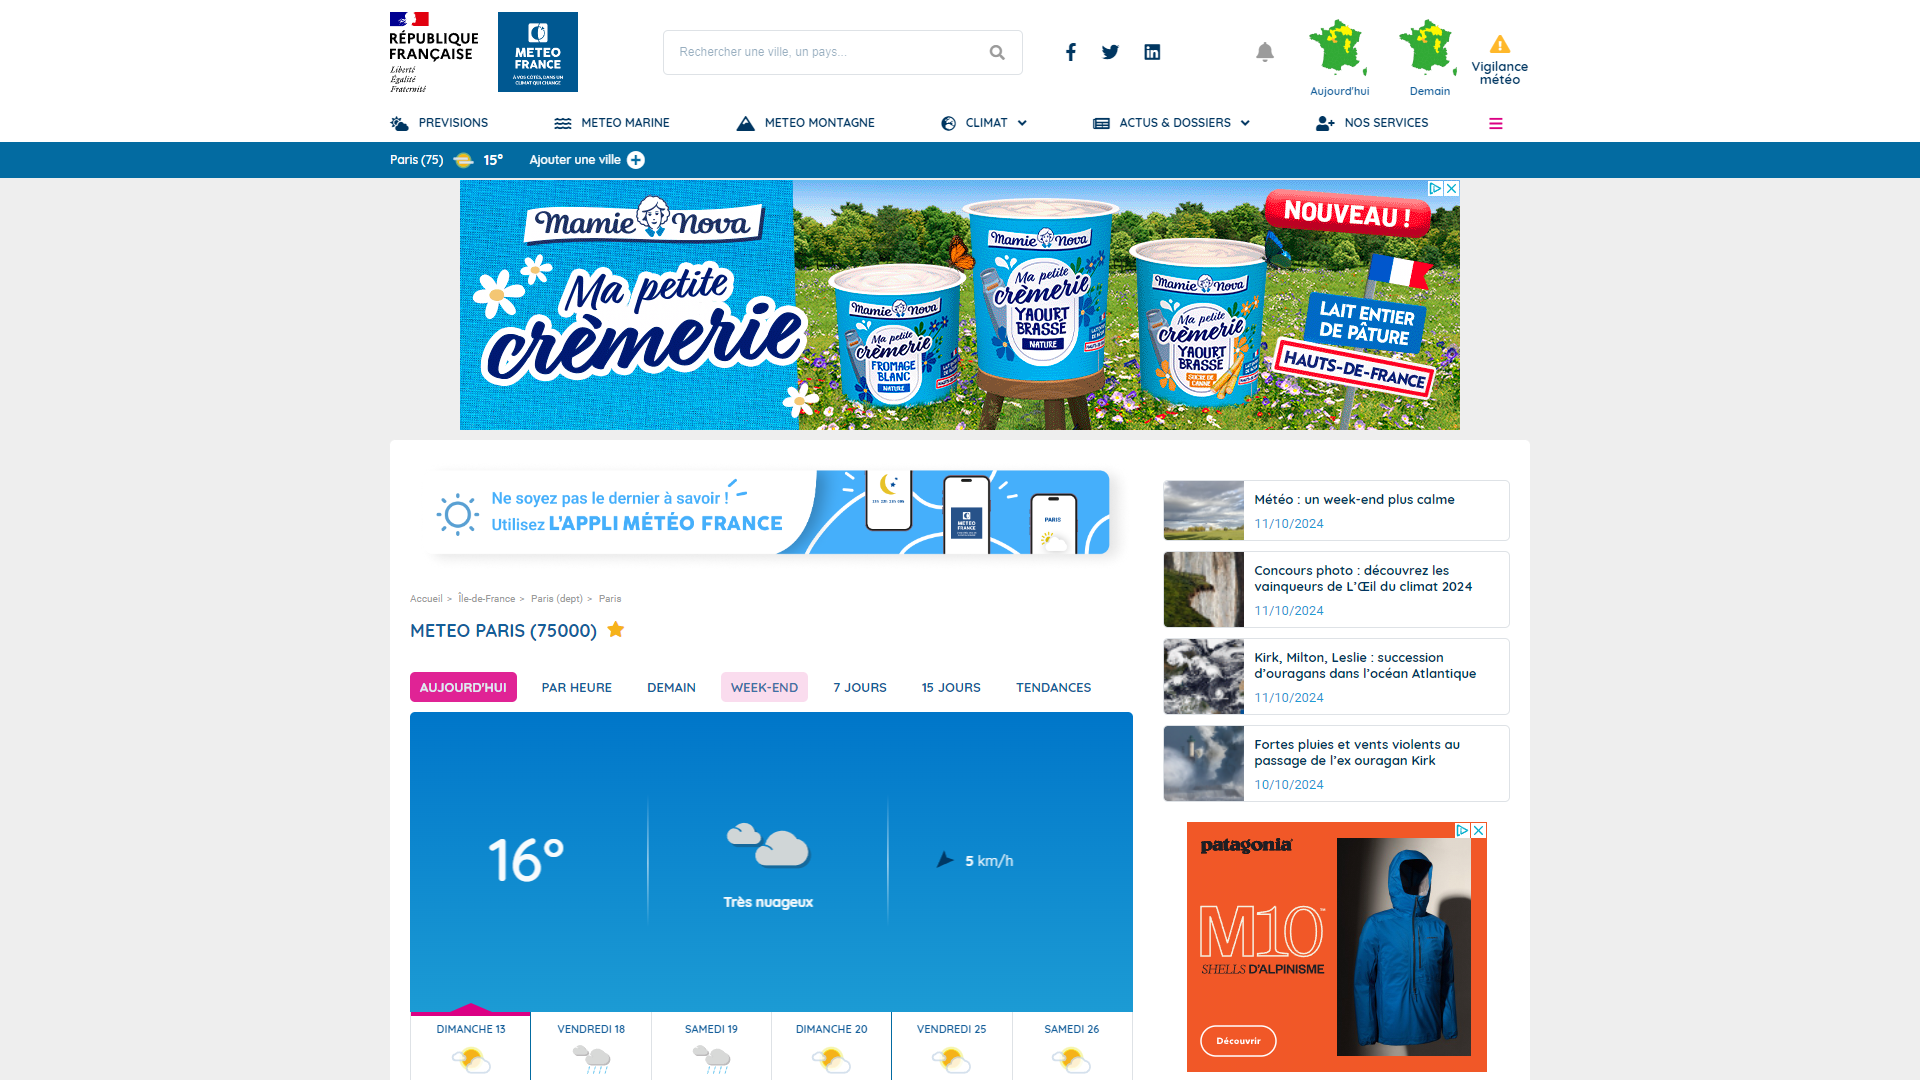 RÉPUBLIQUE
FRANÇAISE
Liberté
Égalité
Fraternité
METEO
FRANCE
À VOS CÔTÉS, DANS UN
CLIMAT QUI CHANGE
Rechercher une ville, un pays...
Aujourd'hui
Demain
Vigilance
météo
PREVISIONS
METEO MARINE
METEO MONTAGNE
CLIMAT
ACTUS & DOSSIERS
NOS SERVICES
Paris (75)
15°
Ajouter une ville
Mamie Nova
Ma petite
crèmerie
Mamie Nova
Ma petite
crèmerie
FROMAGE
BLANC
NATURE
Mamie Nova
Ma petite
crèmerie
YAOURT
BRASSÉ
NATURE
Mamie Nova
Ma petite
crèmerie
YAOURT
BRASSÉ
SUCRE DE
CANNE
NOUVEAU !
LAIT ENTIER
DE PÂTURE
HAUTS-DE-FRANCE
Ne soyez pas le dernier à savoir !
Utilisez L'APPLI MÉTÉO FRANCE
METEO
FRANCE
PARIS
Accueil > Île-de-France > Paris (dept) > Paris
METEO PARIS (75000)
AUJOURD'HUI
PAR HEURE
DEMAIN
WEEK-END
7 JOURS
15 JOURS
TENDANCES
16°
Très nuageux
5 km/h
DIMANCHE 13
VENDREDI 18
SAMEDI 19
DIMANCHE 20
VENDREDI 25
SAMEDI 26
Météo : un week-end plus calme
11/10/2024
Concours photo : découvrez les
vainqueurs de L’Œil du climat 2024
11/10/2024
Kirk, Milton, Leslie : succession
d’ouragans dans l’océan Atlantique
11/10/2024
Fortes pluies et vents violents au
passage de l’ex ouragan Kirk
10/10/2024
patagonia
M10™
SHELLS D'ALPINISME
Découvrir